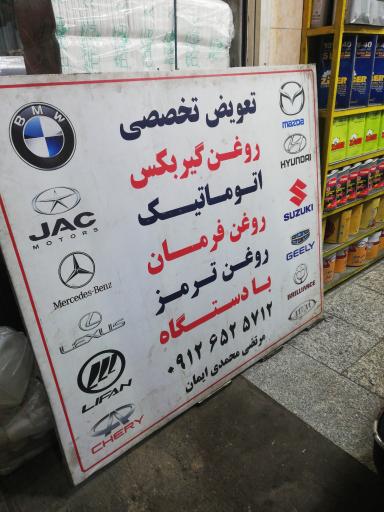 تعویض تخصصی
روغن گیربکس
اتوماتیک
روغن فرمان
روغن ترمز
با دستگاه
۰۹۱۲ ۶۵۲ ۵۷۱۲
مرتضی محمدی ایمان
BMW
JAC
MOTORS
Mercedes-Benz
LEXUS
LIFAN
CHERY
mazda
HYUNDAI
SUZUKI
GEELY
BRILLIANCE